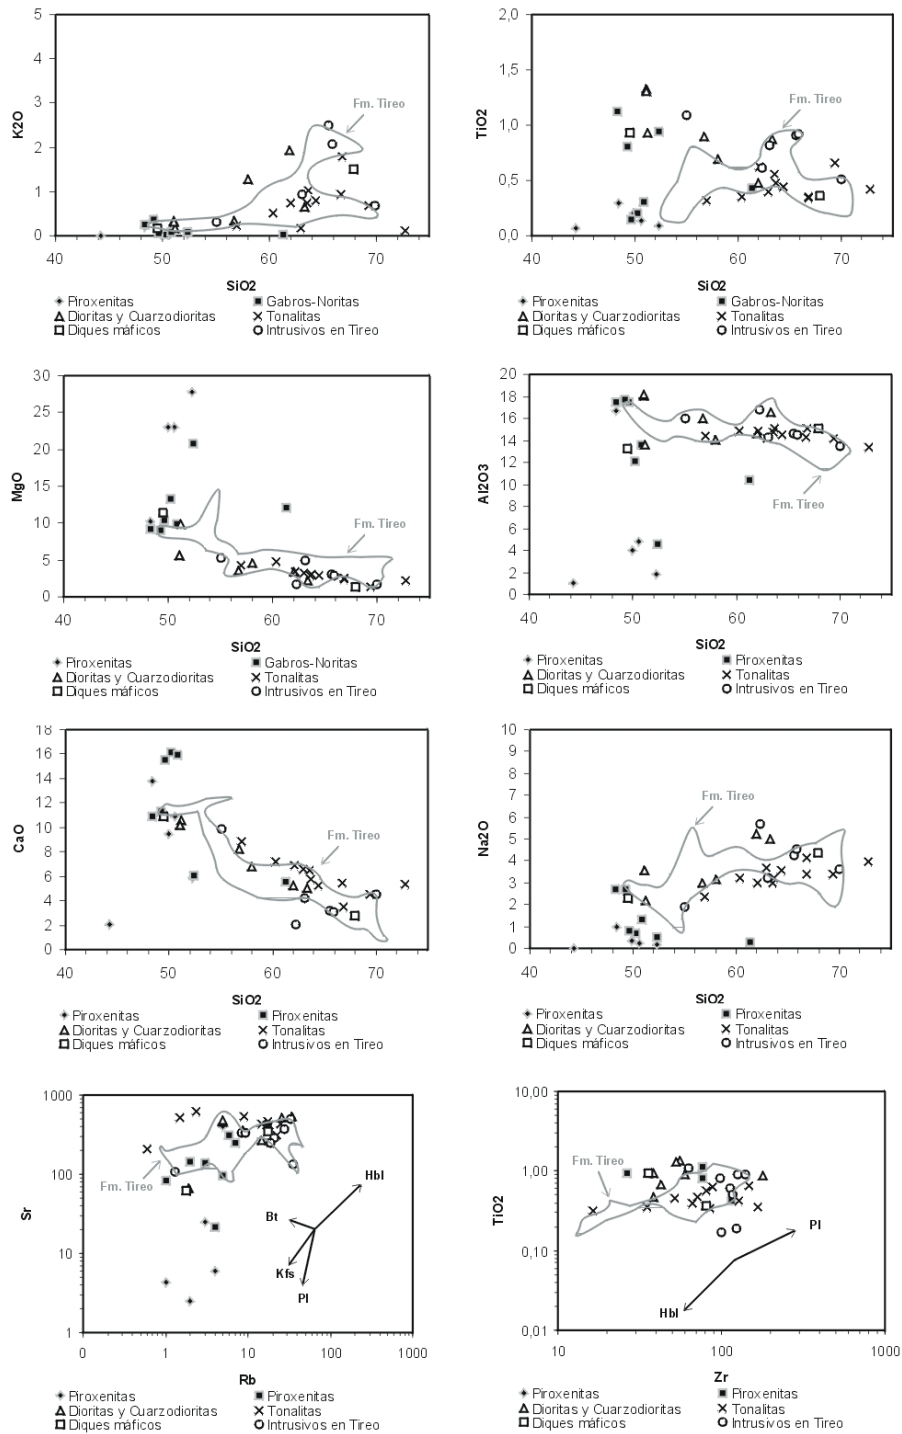 5
4
3
2
1
0
K2O
Fm. Tireo
40 50 60 70
SiO2
Piroxenitas Gabros-Noritas
Dioritas y Cuarzodioritas Tonalitas
Diques máficos Intrusivos en Tireo
2,0
1,5
1,0
0,5
0,0
TiO2
Fm. Tireo
40 50 60 70
SiO2
Piroxenitas Gabros-Noritas
Dioritas y Cuarzodioritas Tonalitas
Diques máficos Intrusivos en Tireo
30
25
20
15
10
5
0
MgO
Fm. Tireo
40 50 60 70
SiO2
Piroxenitas Gabros-Noritas
Dioritas y Cuarzodioritas Tonalitas
Diques máficos Intrusivos en Tireo
20
18
16
14
12
10
8
6
4
2
0
Al2O3
Fm. Tireo
40 50 60 70
SiO2
Piroxenitas Piroxenitas
Dioritas y Cuarzodioritas Tonalitas
Diques máficos Intrusivos en Tireo
18
16
14
12
10
8
6
4
2
0
CaO
Fm. Tireo
40 50 60 70
SiO2
Piroxenitas Piroxenitas
Dioritas y Cuarzodioritas Tonalitas
Diques máficos Intrusivos en Tireo
10
9
8
7
6
5
4
3
2
1
0
Na2O
Fm. Tireo
40 50 60 70
SiO2
Piroxenitas Piroxenitas
Dioritas y Cuarzodioritas Tonalitas
Diques máficos Intrusivos en Tireo
1000
100
10
1
Sr
Fm. Tireo
Hbl
Bt
Kfs
Pl
0 1 10 100 1000
Rb
Piroxenitas Piroxenitas
Dioritas y Cuarzodioritas Tonalitas
Diques máficos Intrusivos en Tireo
10,00
1,00
0,10
0,01
TiO2
Fm. Tireo
Pl
Hbl
10 100 1000
Zr
Piroxenitas Piroxenitas
Dioritas y Cuarzodioritas Tonalitas
Diques máficos Intrusivos en Tireo